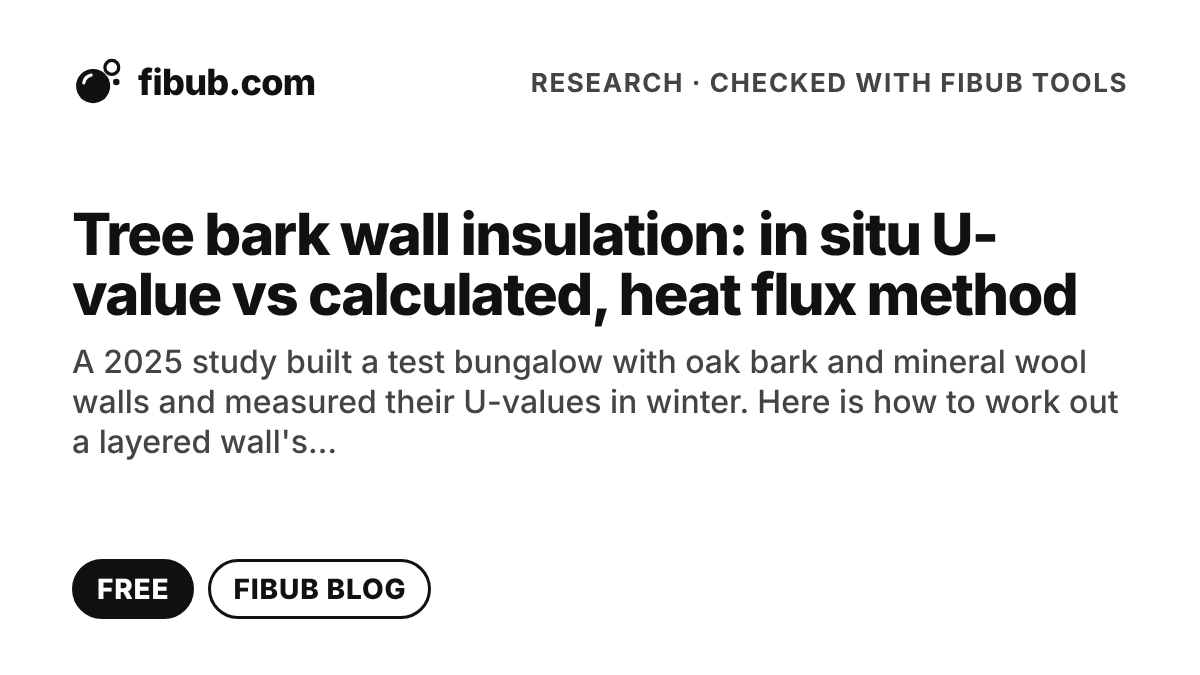 fibub.com
RESEARCH · CHECKED WITH FIBUB TOOLS
Tree bark wall insulation: in situ U-
value vs calculated, heat flux method
A 2025 study built a test bungalow with oak bark and mineral wool
walls and measured their U-values in winter. Here is how to work out
a layered wall's...
FREE
FIBUB BLOG